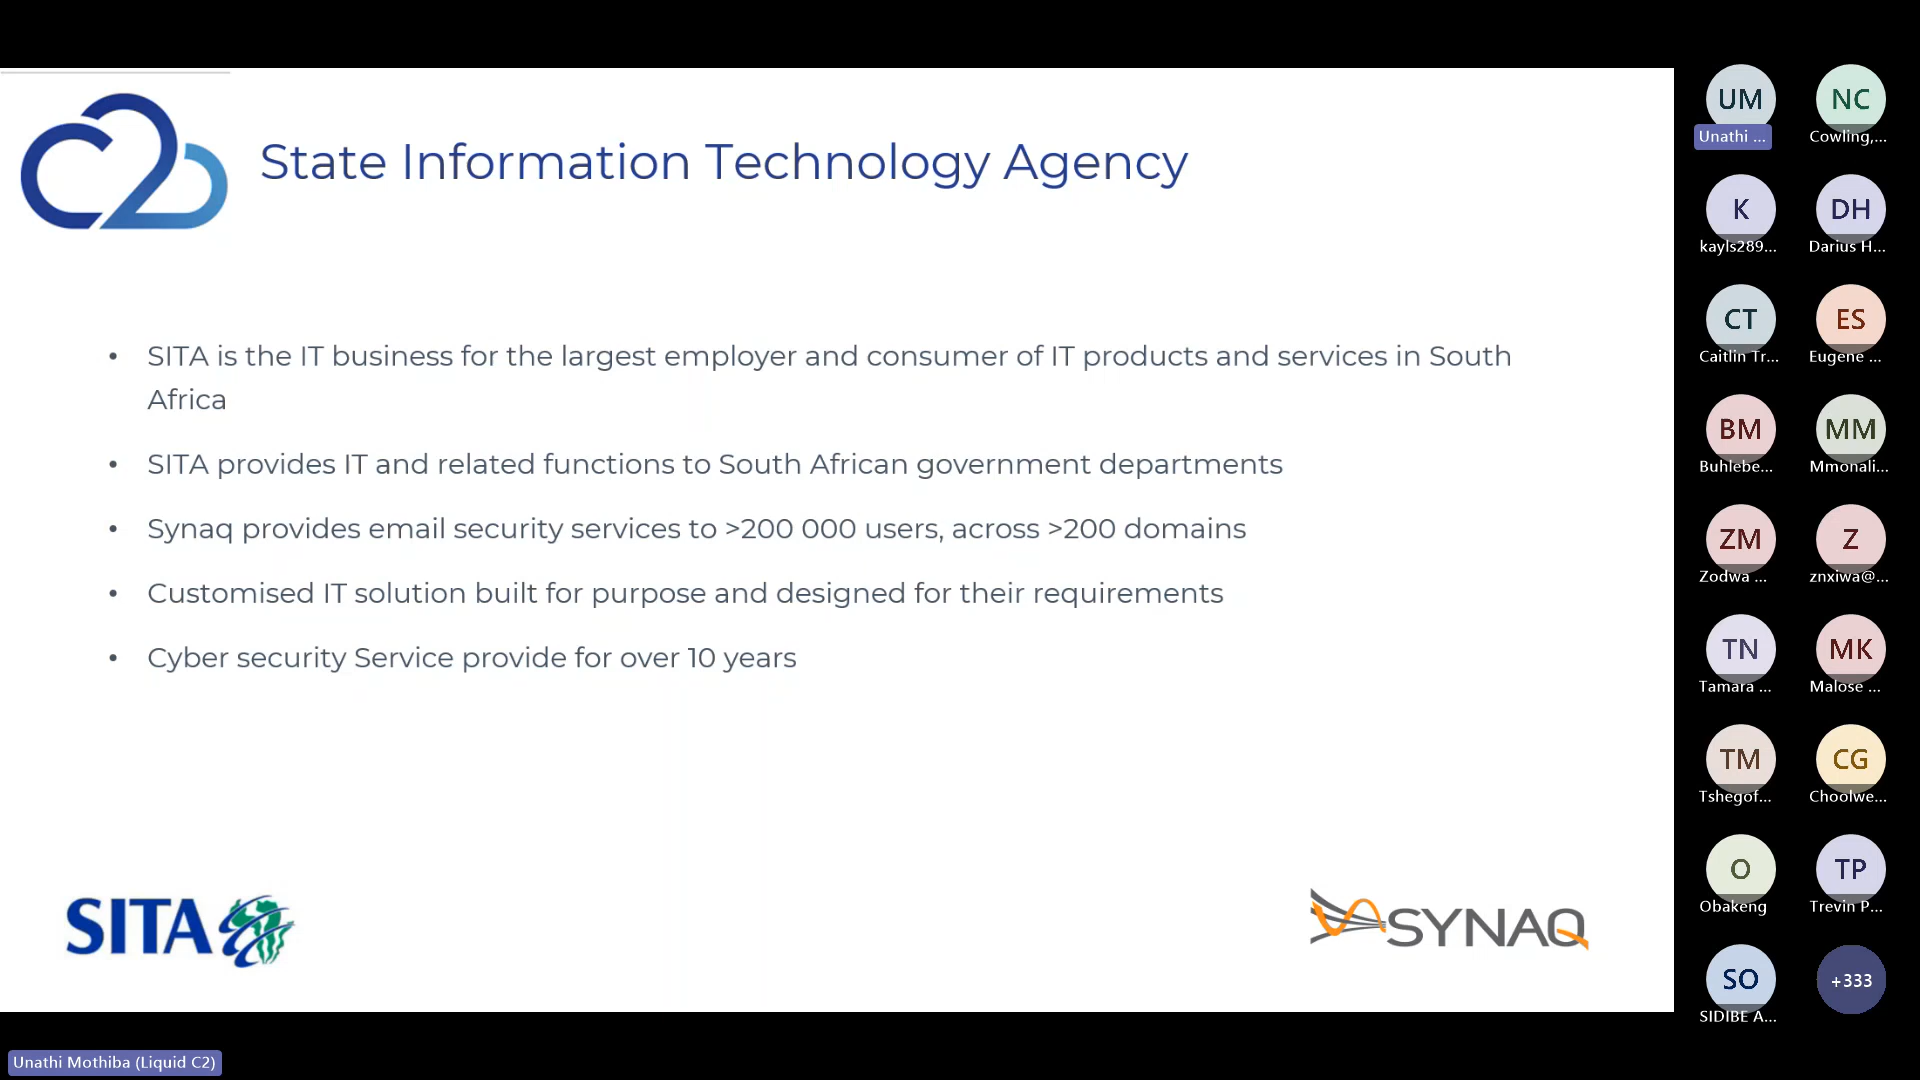 C2
State Information Technology Agency
• SITA is the IT business for the largest employer and consumer of IT products and services in South
Africa
• SITA provides IT and related functions to South African government departments
• Synaq provides email security services to >200 000 users, across >200 domains
• Customised IT solution built for purpose and designed for their requirements
• Cyber security Service provide for over 10 years
SITA
SYNAQ
UM
Unathi ...
NC
Cowling,...
K
kayls289...
DH
Darius H...
CT
Caitlin Tr...
ES
Eugene ...
BM
Buhlebe...
MM
Mmonali...
ZM
Zodwa ...
Z
znxiwa@...
TN
Tamara ...
MK
Malose ...
TM
Tshegof...
CG
Choolwe...
O
Obakeng
TP
Trevin P...
SO
SIDIBE A...
+333
Unathi Mothiba (Liquid C2)